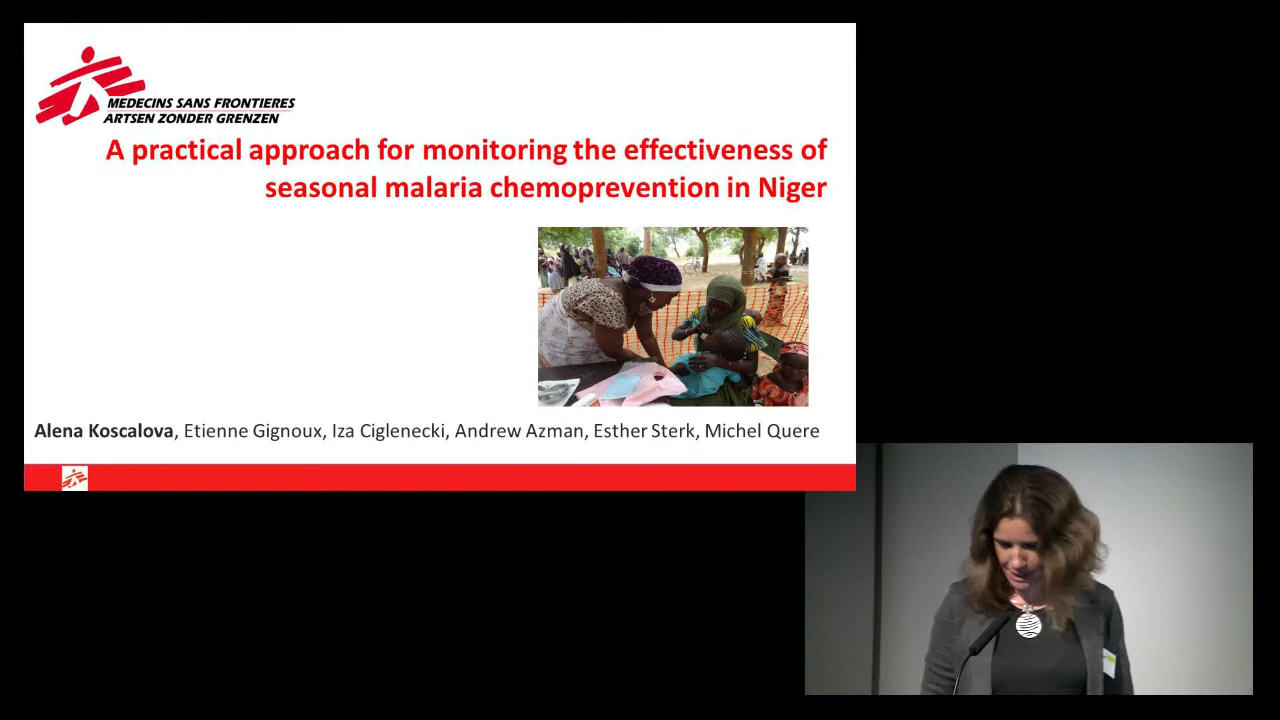 MEDECINS SANS FRONTIERES
ARTSEN ZONDER GRENZEN
A practical approach for monitoring the effectiveness of
seasonal malaria chemoprevention in Niger
Alena Koscalova, Etienne Gignoux, Iza Ciglenecki, Andrew Azman, Esther Sterk, Michel Quere